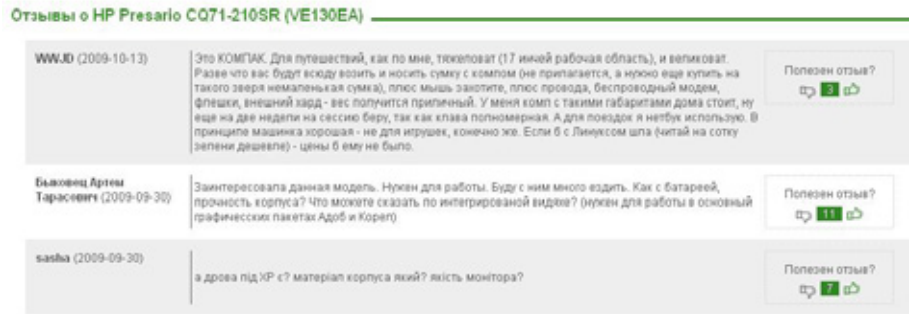 Отзывы о HP Presario CQ71-210SR (VE130EA)
WWJD (2009-10-13)
Это КОМПАК. Для путешествий, как по мне, тяжеловат (17 инчей рабочая область), и великоват.
Разве что вас будут всюду возить и носить сумку с компом (не прилагается, а нужно еще купить на
такого зверя немаленькая сумка), плюс мышь захотите, плюс провода, беспроводный модем,
флешки, внешний хард - вес получится приличный. У меня комп с такими габаритами дома стоит, ну
еще на две недели на сессию беру, так как клава полномерная. А для поездок я нетбук использую. В
принципе машинка хорошая - не для игрушек, конечно же. Если б с Линуксом шла (читай на сотку
зелени дешевле) - цены б ему не было.
Полезен отзыв?
3
Быковец Артем
Тарасович (2009-09-30)
Заинтересовала данная модель. Нужен для работы. Буду с ним много ездить. Как с батареей,
прочность корпуса? Что можете сказать по интегрированой видяхе? (нужен для работы в основный
графичесских пакетах Адоб и Корел)
Полезен отзыв?
11
sasha (2009-09-30)
а дрова під ХР є? матеріал корпуса який? якість монітора?
Полезен отзыв?
7